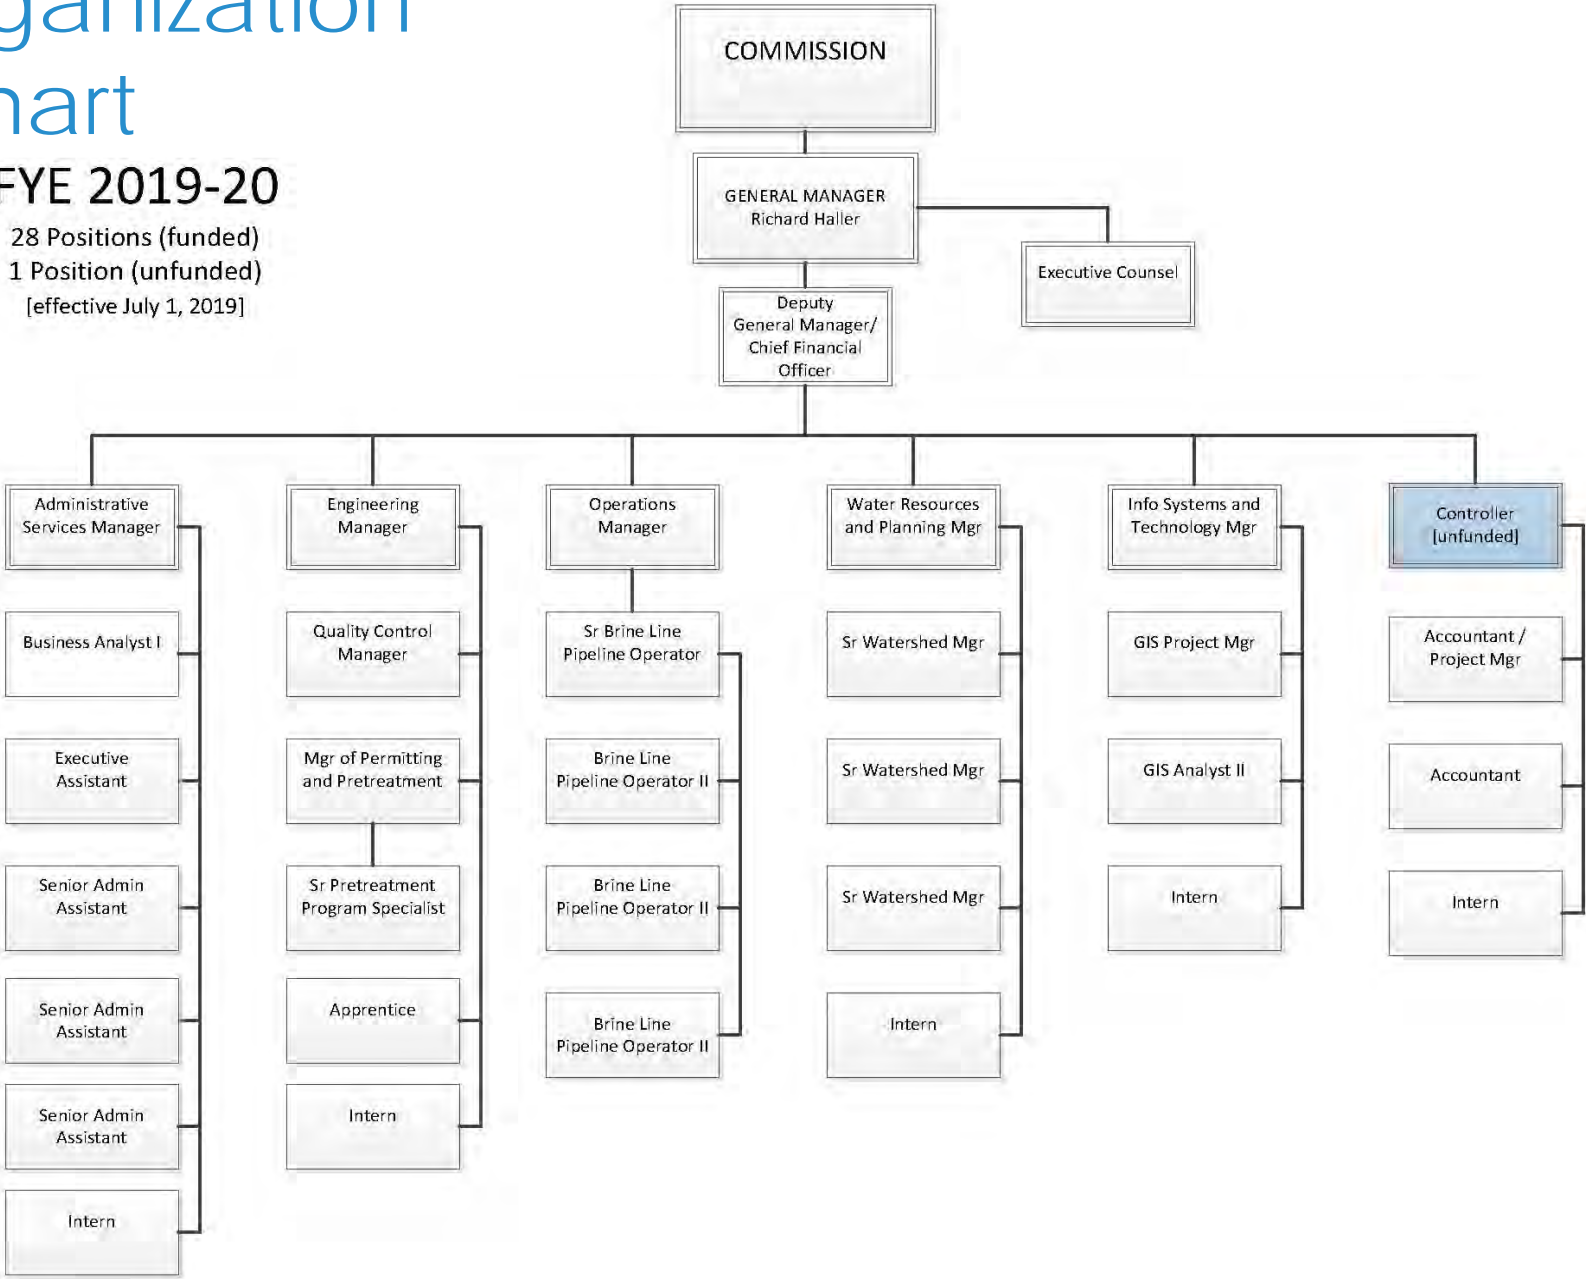 ganization
hart
FYE 2019-20
28 Positions (funded)
1 Position (unfunded)
[effective July 1, 2019]
COMMISSION
GENERAL MANAGER
Richard Haller
Executive Counsel
Deputy
General Manager/
Chief Financial
Officer
Administrative
Services Manager
Business Analyst I
Executive
Assistant
Senior Admin
Assistant
Senior Admin
Assistant
Senior Admin
Assistant
Intern
Engineering
Manager
Quality Control
Manager
Mgr of Permitting
and Pretreatment
Sr Pretreatment
Program Specialist
Apprentice
Intern
Operations
Manager
Sr Brine Line
Pipeline Operator
Brine Line
Pipeline Operator II
Brine Line
Pipeline Operator II
Brine Line
Pipeline Operator II
Water Resources
and Planning Mgr
Sr Watershed Mgr
Sr Watershed Mgr
Sr Watershed Mgr
Intern
Info Systems and
Technology Mgr
GIS Project Mgr
GIS Analyst II
Intern
Controller
[unfunded]
Accountant /
Project Mgr
Accountant
Intern